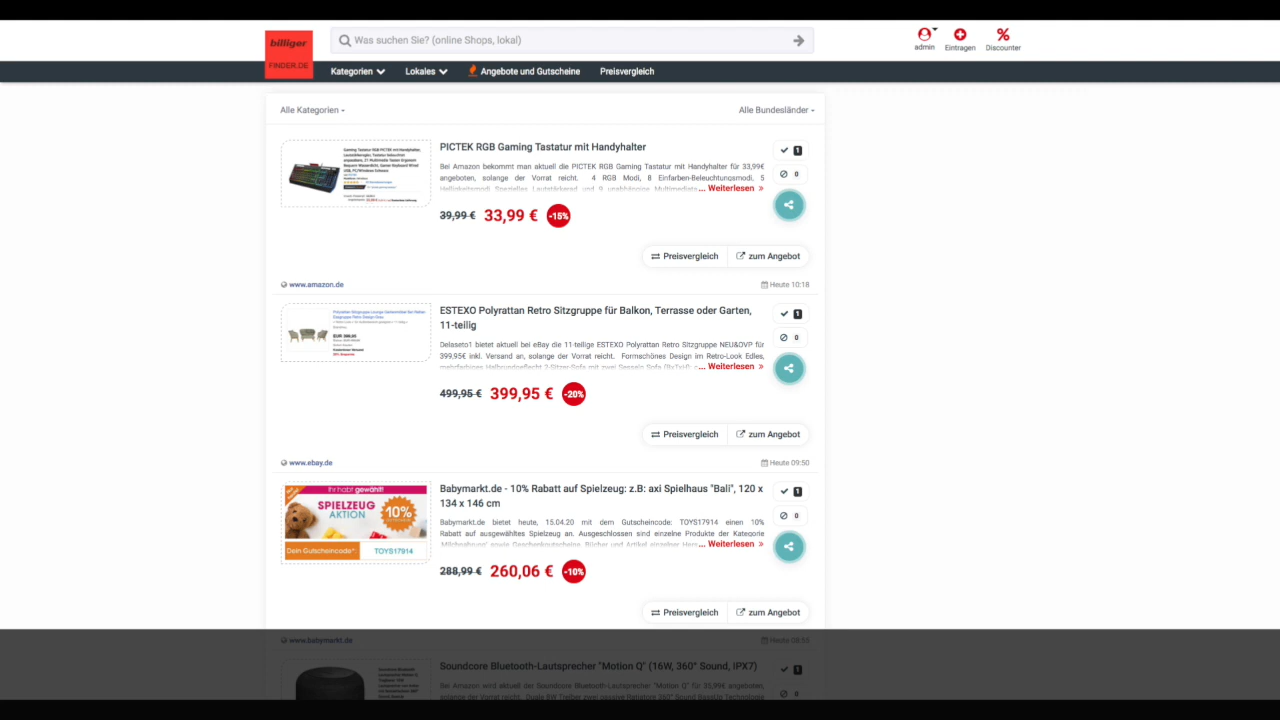 billiger
FINDER.DE
Was suchen Sie? (online Shops, lokal)
admin
Eintragen
Discounter
Kategorien
Lokales
Angebote und Gutscheine
Preisvergleich
Alle Kategorien
Alle Bundesländer
PICTEK RGB Gaming Tastatur mit Handyhalter
Bei Amazon bekommt man aktuell die PICTEK RGB Gaming Tastatur mit Handyhalter für 33,99€
angeboten, solange der Vorrat reicht. 4 RGB Modi, 8 Einfarben-Beleuchtungsmodi, 5
... Weiterlesen »
1
0
39,99 € 33,99 € -15%
Preisvergleich
zum Angebot
www.amazon.de
Heute 10:18
ESTEXO Polyrattan Retro Sitzgruppe für Balkon, Terrasse oder Garten,
11-teilig
Delaseto1 bietet aktuell bei eBay die 11-teilige ESTEXO Polyrattan Retro Sitzgruppe NEU&OVP für
399,95€ inkl. Versand an, solange der Vorrat reicht. Formschönes Design im Retro-Look Edles,
... Weiterlesen »
1
0
499,95 € 399,95 € -20%
Preisvergleich
zum Angebot
www.ebay.de
Heute 09:50
Ihr habt gewählt!
SPIELZEUG
AKTION
10%
Dein Gutscheincode*:
TOYS17914
Babymarkt.de - 10% Rabatt auf Spielzeug: z.B: axi Spielhaus "Bali", 120 x
134 x 146 cm
Babymarkt.de bietet heute, 15.04.20 mit dem Gutscheincode: TOYS17914 einen 10%
Rabatt auf ausgewähltes Spielzeug an. Ausgeschlossen sind einzelne Produkte der Kategorie
... Weiterlesen »
1
0
288,99 € 260,06 € -10%
Preisvergleich
zum Angebot
www.babymarkt.de
Heute 08:55
Soundcore Bluetooth-Lautsprecher "Motion Q" (16W, 360° Sound, IPX7)
Bei Amazon wird aktuell der Soundcore Bluetooth-Lautsprecher "Motion Q" für 35,99€ angeboten,
1
0